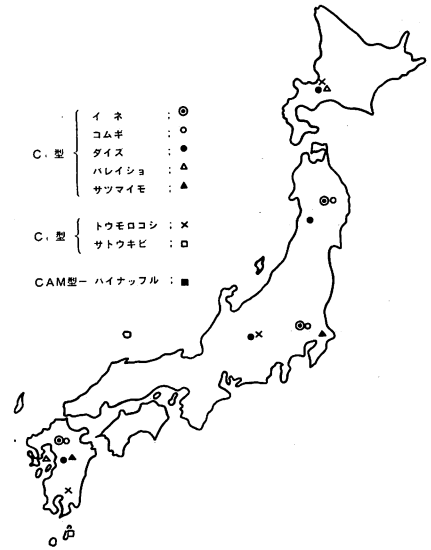 イネ ; ◎
コムギ ; ○
C₃型 ダイズ ; ●
バレイショ ; △
サツマイモ ; ▲
C₄型 トウモロコシ ; ×
サトウキビ ; □
CAM型－ パイナップル ; ■